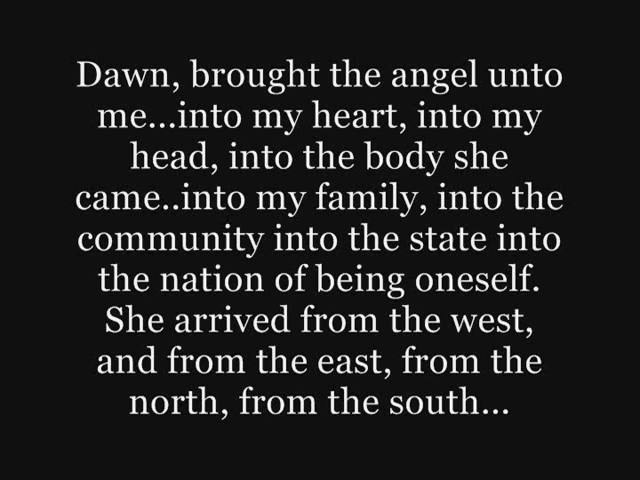 Dawn, brought the angel unto
me...into my heart, into my
head, into the body she
came..into my family, into the
community into the state into
the nation of being oneself.
She arrived from the west,
and from the east, from the
north, from the south...